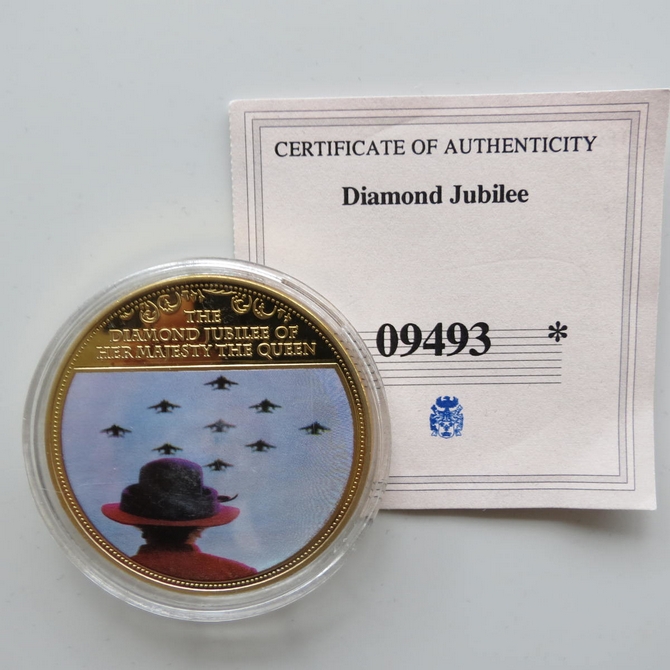 CERTIFICATE OF AUTHENTICITY
Diamond Jubilee
09493 *
THE
DIAMOND JUBILEE OF
HER MAJESTY THE QUEEN